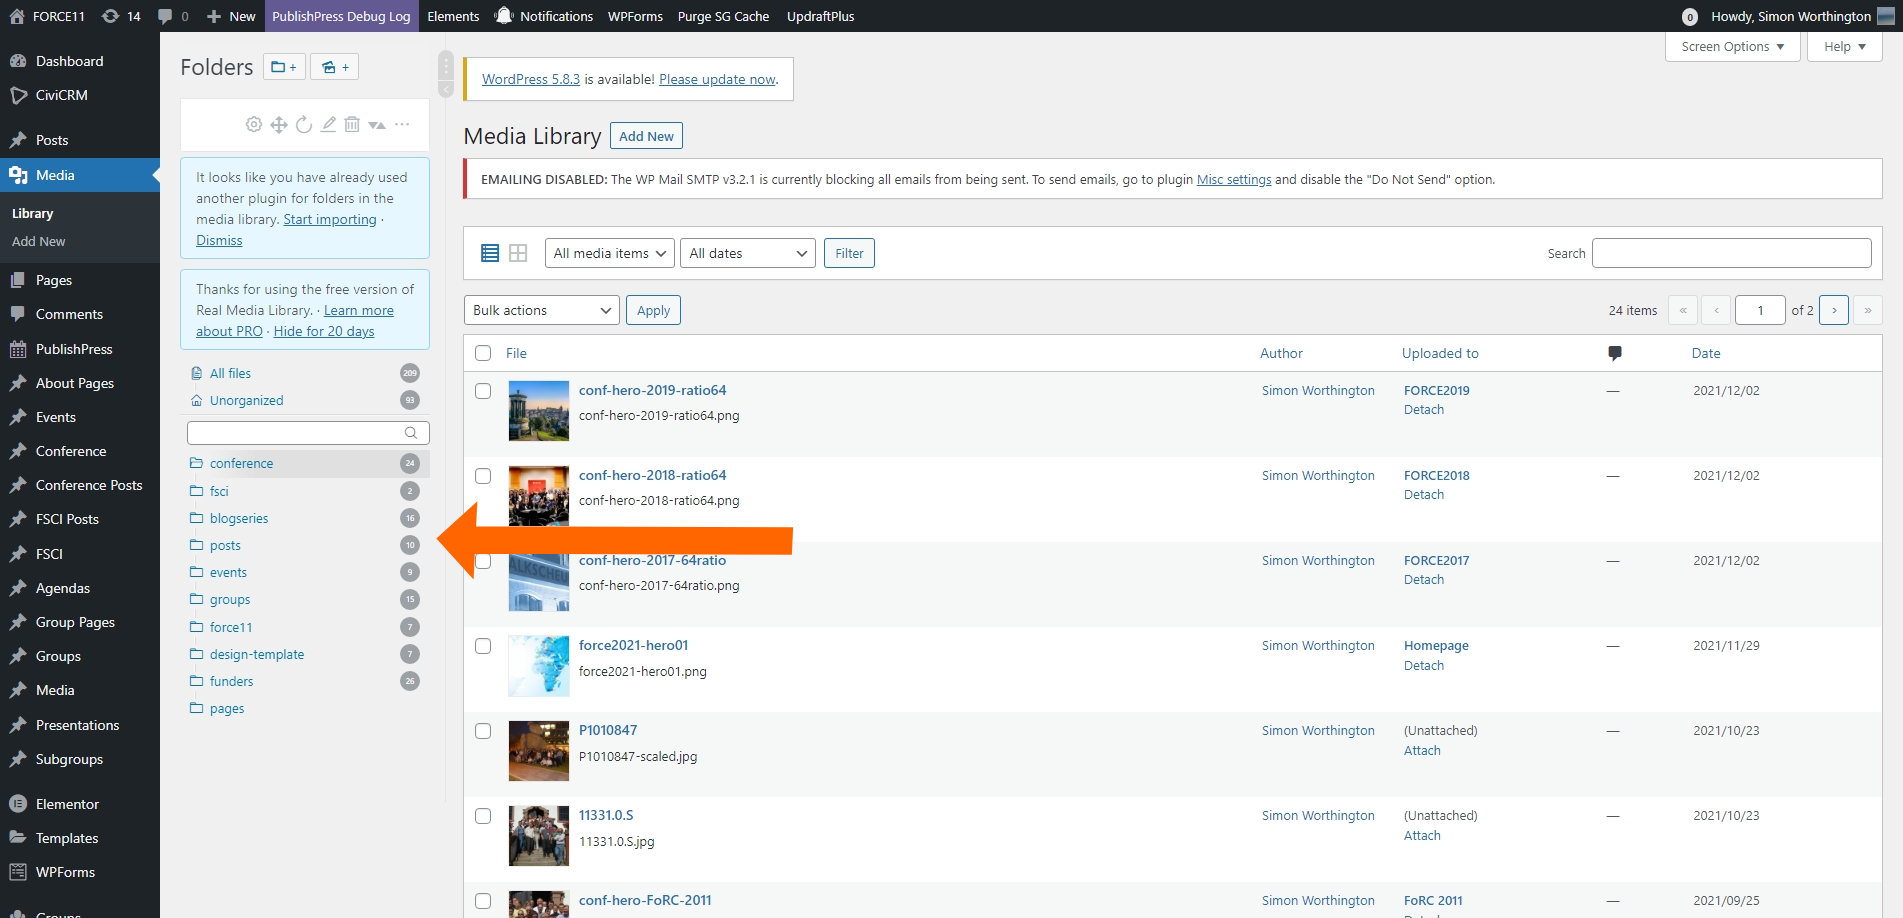 FORCE11 14 0 New PublishPress Debug Log Elements Notifications WPForms Purge SG Cache UpdraftPlus 0 Howdy, Simon Worthington
Dashboard
CiviCRM
Posts
Media
Library
Add New
Pages
Comments
PublishPress
About Pages
Events
Conference
Conference Posts
FSCI Posts
FSCI
Agendas
Group Pages
Groups
Media
Presentations
Subgroups
Elementor
Templates
WPForms
Groups
Folders + +
It looks like you have already used
another plugin for folders in the
media library. Start importing ·
Dismiss
Thanks for using the free version of
Real Media Library. · Learn more
about PRO · Hide for 20 days
All files 209
Unorganized 93
conference 24
fsci 2
blogseries 16
posts 10
events 9
groups 15
force11 7
design-template 7
funders 26
pages
Screen Options ▼ Help ▼
WordPress 5.8.3 is available! Please update now.
Media Library Add New
EMAILING DISABLED: The WP Mail SMTP v3.2.1 is currently blocking all emails from being sent. To send emails, go to plugin Misc settings and disable the "Do Not Send" option.
All media items All dates Filter Search
Bulk actions Apply 24 items « ‹ 1 of 2 › »
File Author Uploaded to Date
conf-hero-2019-ratio64 Simon Worthington FORCE2019 — 2021/12/02
conf-hero-2019-ratio64.png Detach
conf-hero-2018-ratio64 Simon Worthington FORCE2018 — 2021/12/02
conf-hero-2018-ratio64.png Detach
conf-hero-2017-64ratio Simon Worthington FORCE2017 — 2021/12/02
ALKSCHEU
conf-hero-2017-64ratio.png Detach
force2021-hero01 Simon Worthington Homepage — 2021/11/29
force2021-hero01.png Detach
P1010847 Simon Worthington (Unattached) — 2021/10/23
P1010847-scaled.jpg Attach
11331.0.S Simon Worthington (Unattached) — 2021/10/23
11331.0.S.jpg Attach
conf-hero-FoRC-2011 Simon Worthington FoRC 2011 — 2021/09/25